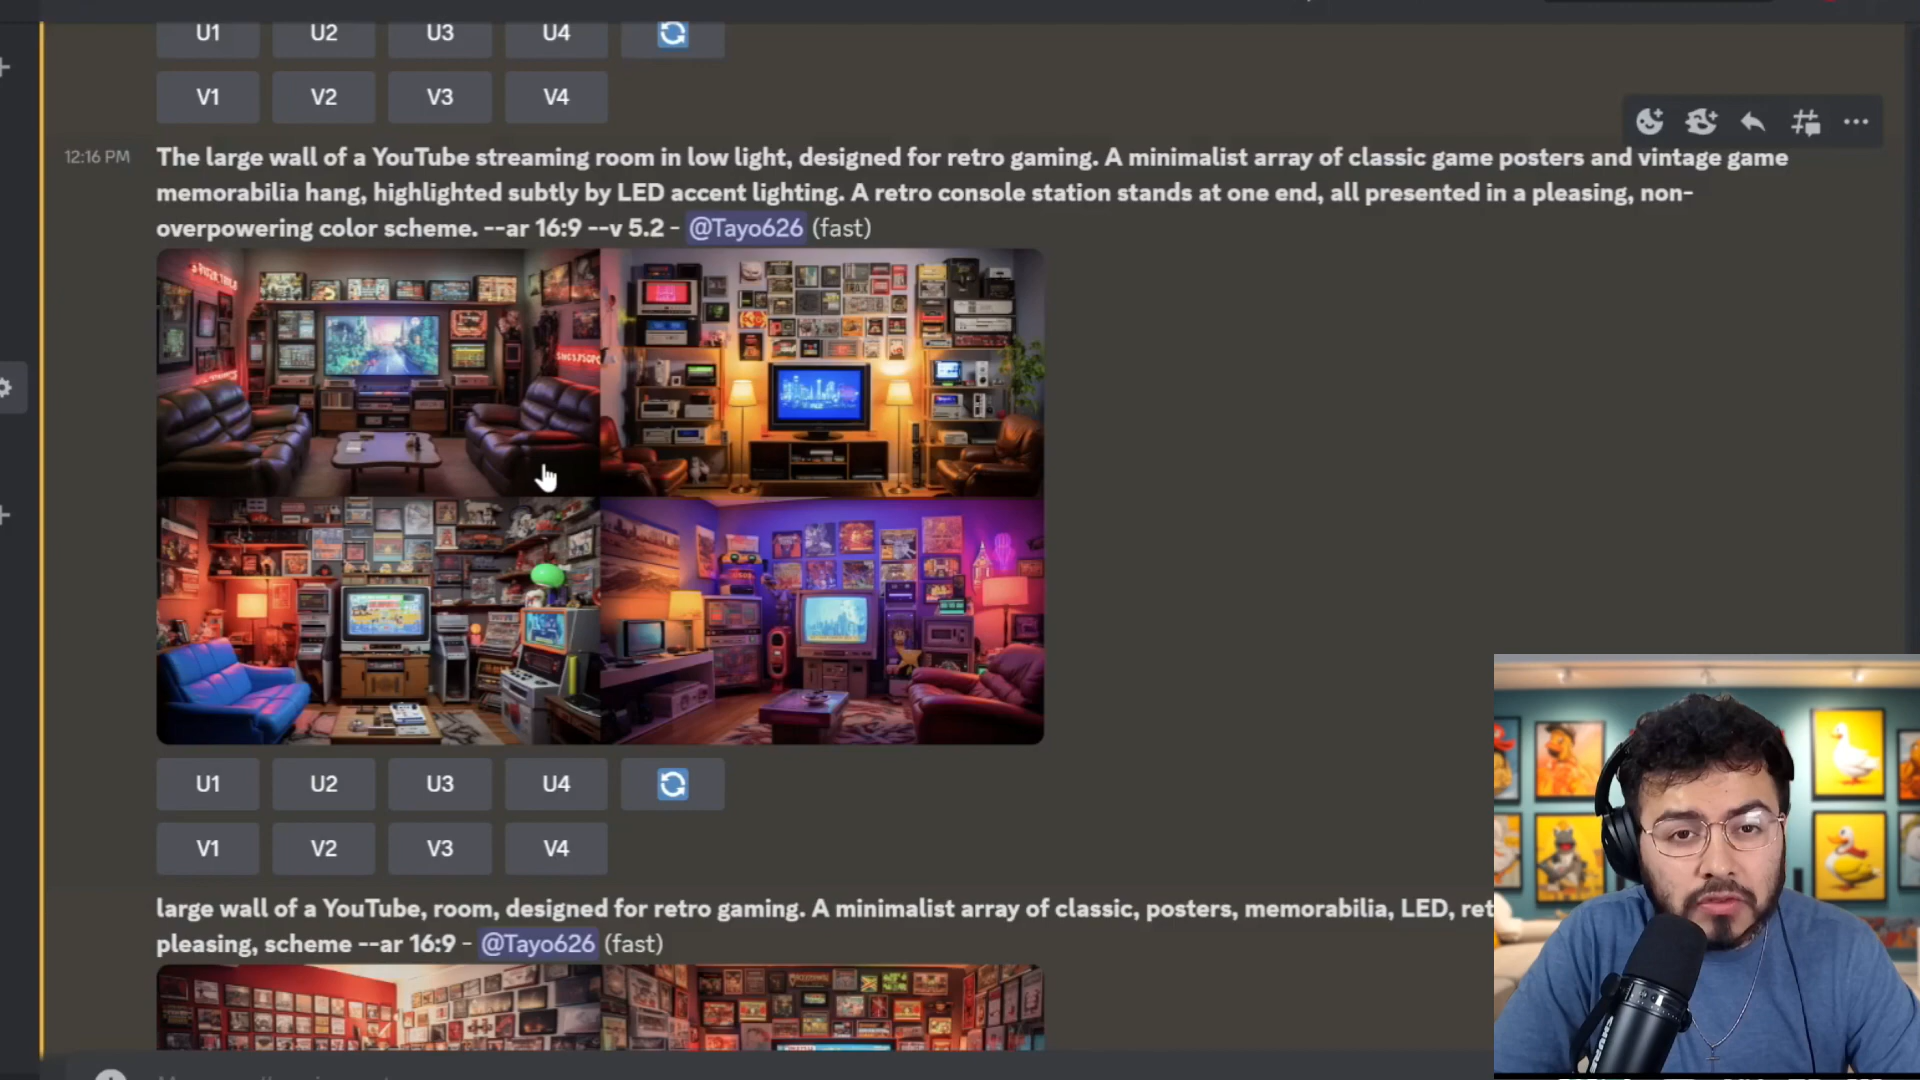 U1 U2 U3 U4
V1 V2 V3 V4
12:16 PM The large wall of a YouTube streaming room in low light, designed for retro gaming. A minimalist array of classic game posters and vintage game
memorabilia hang, highlighted subtly by LED accent lighting. A retro console station stands at one end, all presented in a pleasing, non-
overpowering color scheme. --ar 16:9 --v 5.2 - @Tayo626 (fast)
U1 U2 U3 U4
V1 V2 V3 V4
large wall of a YouTube, room, designed for retro gaming. A minimalist array of classic, posters, memorabilia, LED, ret
pleasing, scheme --ar 16:9 - @Tayo626 (fast)